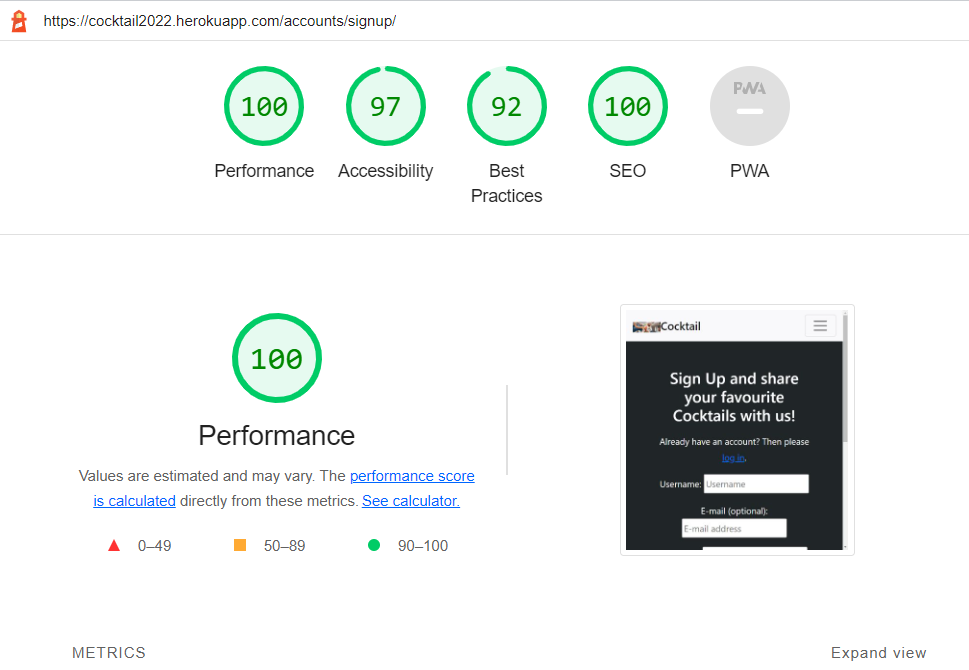 https://cocktail2022.herokuapp.com/accounts/signup/
100
97
92
100
PWA
Performance
Accessibility
Best
Practices
SEO
PWA
100
Performance
Values are estimated and may vary. The performance score
is calculated directly from these metrics. See calculator.
0–49
50–89
90–100
Cocktail
Sign Up and share
your favourite
Cocktails with us!
Already have an account? Then please
log in.
Username: Username
E-mail (optional):
E-mail address
METRICS
Expand view